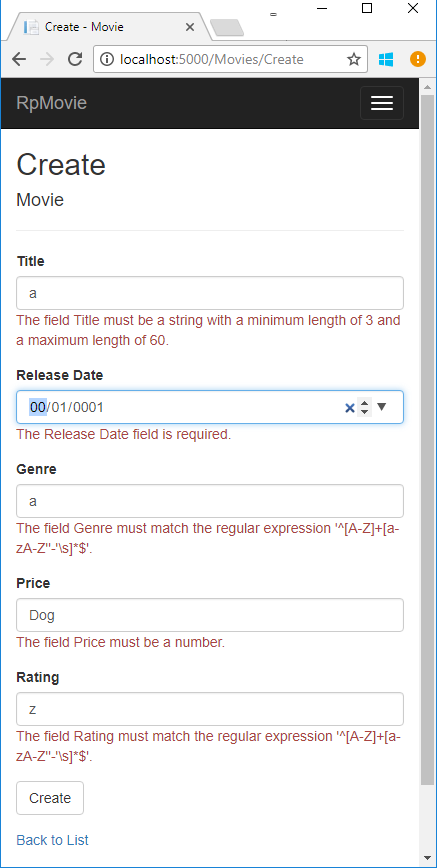 Create - Movie
localhost:5000/Movies/Create
RpMovie
Create
Movie
Title
a
The field Title must be a string with a minimum length of 3 and
a maximum length of 60.
Release Date
00/01/0001
The Release Date field is required.
Genre
a
The field Genre must match the regular expression '^[A-Z]+[a-
zA-Z''-'\s]*$'.
Price
Dog
The field Price must be a number.
Rating
z
The field Rating must match the regular expression '^[A-Z]+[a-
zA-Z''-'\s]*$'.
Create
Back to List